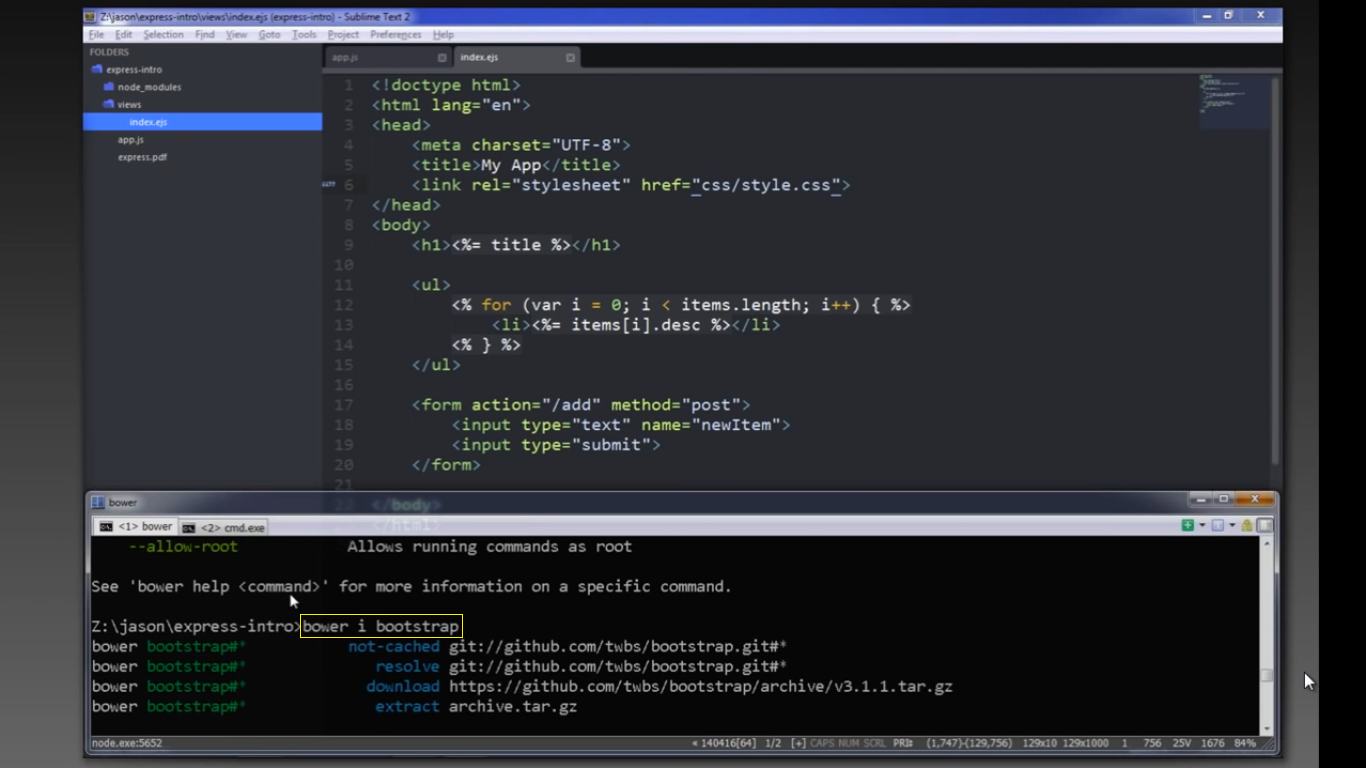 Z:\jason\express-intro\views\index.ejs (express-intro) - Sublime Text 2
File Edit Selection Find View Goto Tools Project Preferences Help
FOLDERS
express-intro
node_modules
views
index.ejs
app.js
express.pdf
app.js index.ejs
1 <!doctype html>
2 <html lang="en">
3 <head>
4 <meta charset="UTF-8">
5 <title>My App</title>
6 <link rel="stylesheet" href="css/style.css">
7 </head>
8 <body>
9 <h1><%= title %></h1>
10
11 <ul>
12 <% for (var i = 0; i < items.length; i++) { %>
13 <li><%= items[i].desc %></li>
14 <% } %>
15 </ul>
16
17 <form action="/add" method="post">
18 <input type="text" name="newItem">
19 <input type="submit">
20 </form>
21
22 </body>
</html>
bower
<1> bower <2> cmd.exe
--allow-root Allows running commands as root
See 'bower help <command>' for more information on a specific command.
Z:\jason\express-intro>bower i bootstrap
bower bootstrap#* not-cached git://github.com/twbs/bootstrap.git#*
bower bootstrap#* resolve git://github.com/twbs/bootstrap.git#*
bower bootstrap#* download https://github.com/twbs/bootstrap/archive/v3.1.1.tar.gz
bower bootstrap#* extract archive.tar.gz
node.exe:5652 « 140416[64] 1/2 [+] CAPS NUM SCRL PRI: (1,747)-(129,756) 129x10 129x1000 1 756 25V 1676 84%